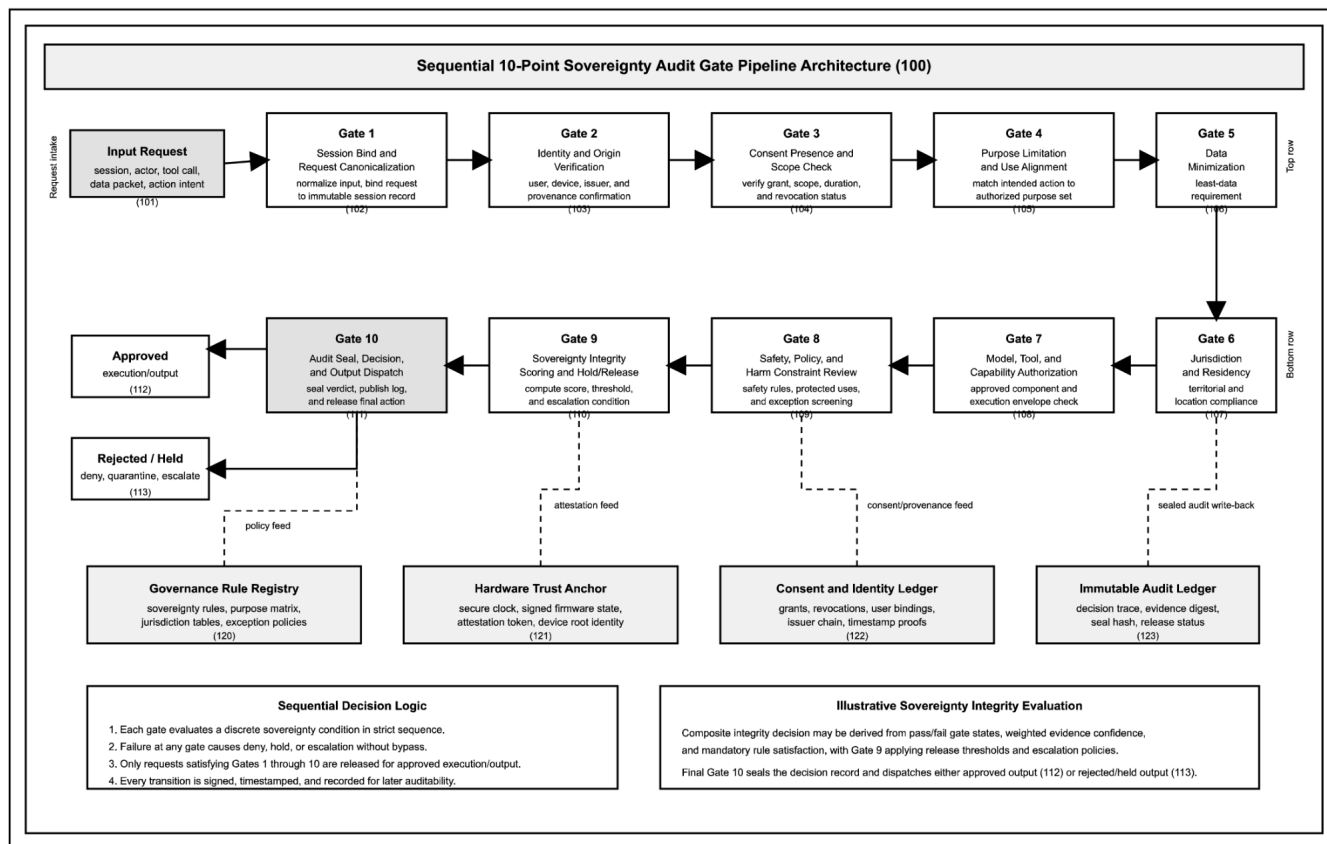 Sequential 10-Point Sovereignty Audit Gate Pipeline Architecture (100)
Request intake
Input Request
session, actor, tool call,
data packet, action intent
(101)
Gate 1
Session Bind and
Request Canonicalization
normalize input, bind request
to immutable session record
(102)
Gate 2
Identity and Origin
Verification
user, device, issuer, and
provenance confirmation
(103)
Gate 3
Consent Presence and
Scope Check
verify grant, scope, duration,
and revocation status
(104)
Gate 4
Purpose Limitation
and Use Alignment
match intended action to
authorized purpose set
(105)
Gate 5
Data
Minimization
least-data
requirement
(106)
Top row
Approved
execution/output
(112)
Rejected / Held
deny, quarantine, escalate
(113)
Gate 10
Audit Seal, Decision,
and Output Dispatch
seal verdict, publish log,
and release final action
(111)
Gate 9
Sovereignty Integrity
Scoring and Hold/Release
compute score, threshold,
and escalation condition
(110)
Gate 8
Safety, Policy, and
Harm Constraint Review
safety rules, protected uses,
and exception screening
(109)
Gate 7
Model, Tool, and
Capability Authorization
approved component and
execution envelope check
(108)
Gate 6
Jurisdiction
and Residency
territorial and
location compliance
(107)
Bottom row
policy feed
attestation feed
consent/provenance feed
sealed audit write-back
Governance Rule Registry
sovereignty rules, purpose matrix,
jurisdiction tables, exception policies
(120)
Hardware Trust Anchor
secure clock, signed firmware state,
attestation token, device root identity
(121)
Consent and Identity Ledger
grants, revocations, user bindings,
issuer chain, timestamp proofs
(122)
Immutable Audit Ledger
decision trace, evidence digest,
seal hash, release status
(123)
Sequential Decision Logic
1. Each gate evaluates a discrete sovereignty condition in strict sequence.
2. Failure at any gate causes deny, hold, or escalation without bypass.
3. Only requests satisfying Gates 1 through 10 are released for approved execution/output.
4. Every transition is signed, timestamped, and recorded for later auditability.
Illustrative Sovereignty Integrity Evaluation
Composite integrity decision may be derived from pass/fail gate states, weighted evidence confidence,
and mandatory rule satisfaction, with Gate 9 applying release thresholds and escalation policies.
Final Gate 10 seals the decision record and dispatches either approved output (112) or rejected/held output (113).